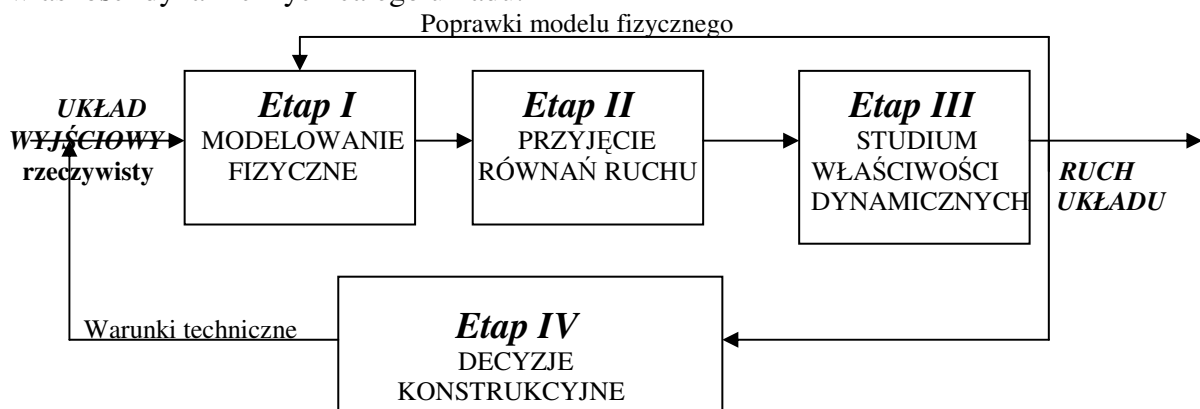 Poprawki modelu fizycznego
UKŁAD
WYJŚCIOWY
rzeczywisty
Etap I
MODELOWANIE
FIZYCZNE
Etap II
PRZYJĘCIE
RÓWNAŃ RUCHU
Etap III
STUDIUM
WŁAŚCIWOŚCI
DYNAMICZNYCH
RUCH
UKŁADU
Warunki techniczne
Etap IV
DECYZJE
KONSTRUKCYJNE